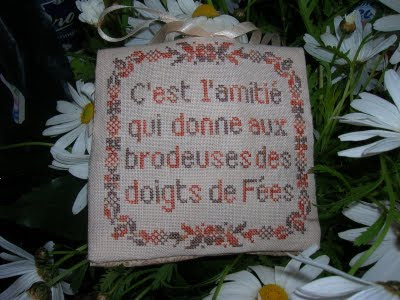 C'est l'amitié
qui donne aux
brodeuses des
doigts de Fées